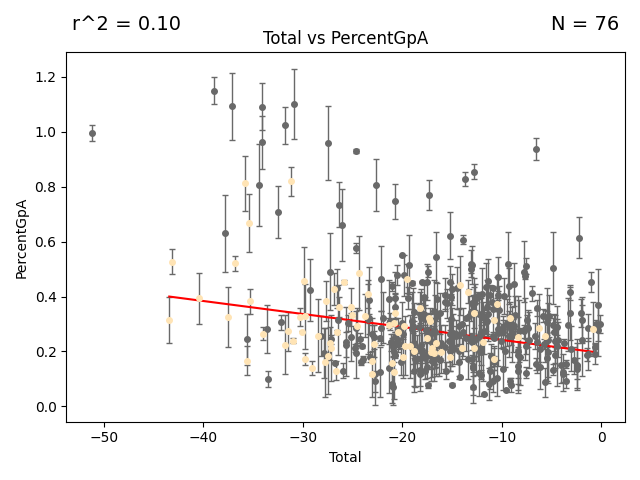 r^2 = 0.10
N = 76
Total vs PercentGpA
PercentGpA
1.2
1.0
0.8
0.6
0.4
0.2
0.0
−50
−40
−30
−20
−10
0
Total